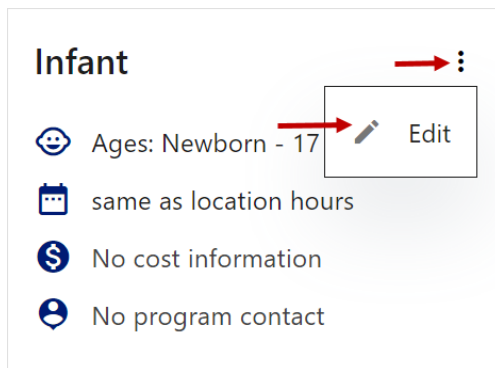 Infant
Edit
Ages: Newborn - 17
same as location hours
No cost information
No program contact